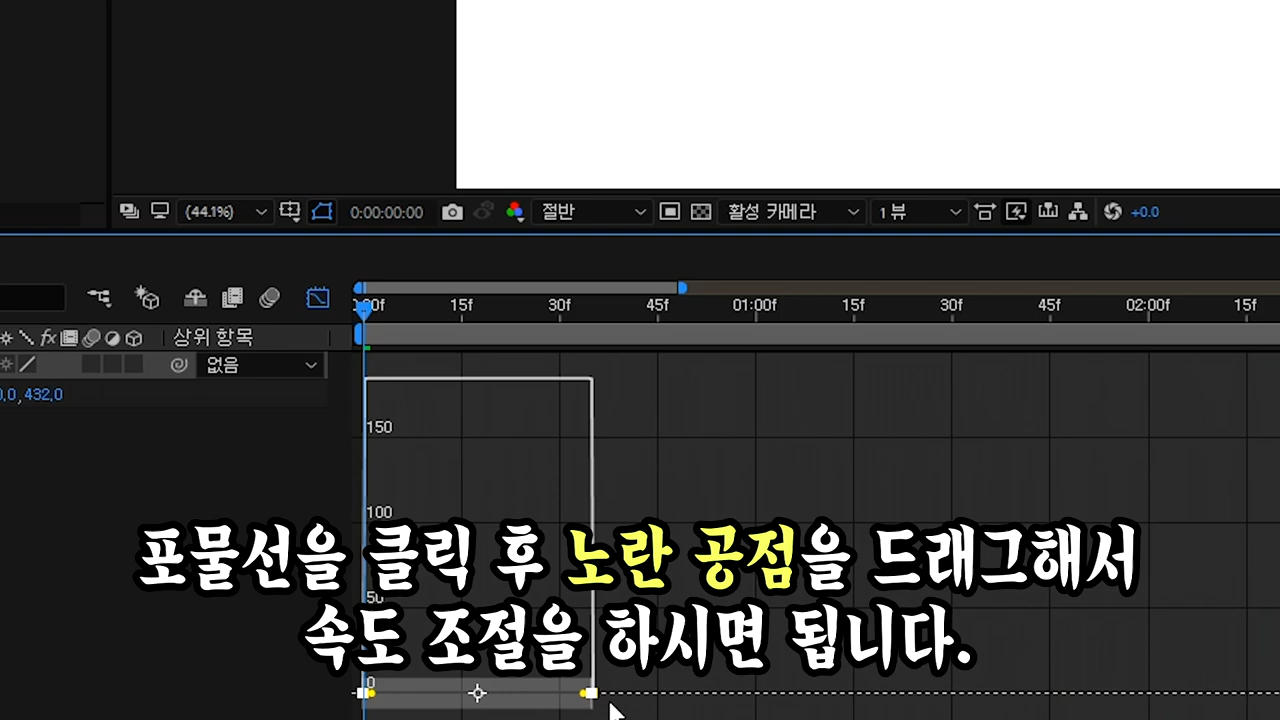 (44.1%)
0:00:00:00
절반
활성 카메라
1 뷰
+0.0
15f
30f
45f
01:00f
15f
30f
45f
02:00f
15f
fx
상위 항목
없음
,432.0
150
100
50
0
포물선을 클릭 후 노란 공점을 드래그해서
속도 조절을 하시면 됩니다.